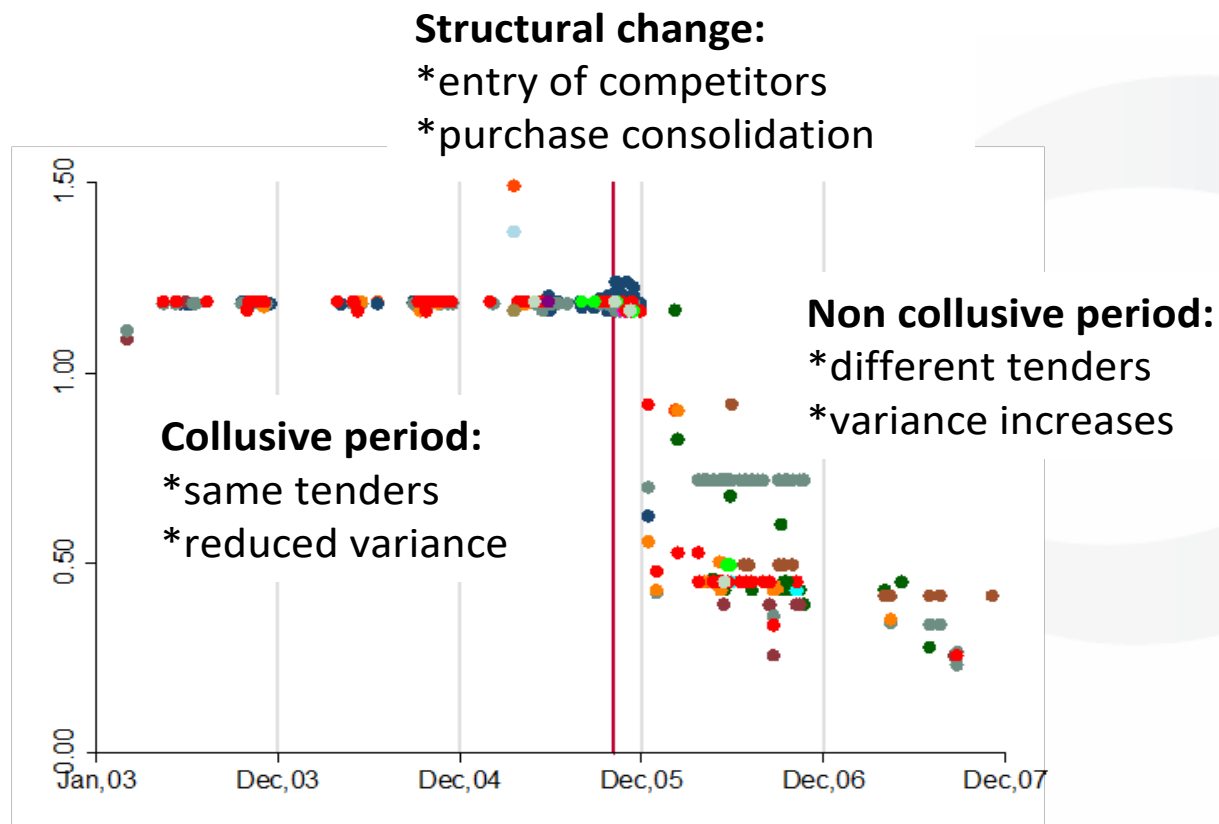 Structural change:
*entry of competitors
*purchase consolidation
1.50
1.00
0.50
0.00
Collusive period:
*same tenders
*reduced variance
Non collusive period:
*different tenders
*variance increases
Jan,03
Dec,03
Dec,04
Dec,05
Dec,06
Dec,07